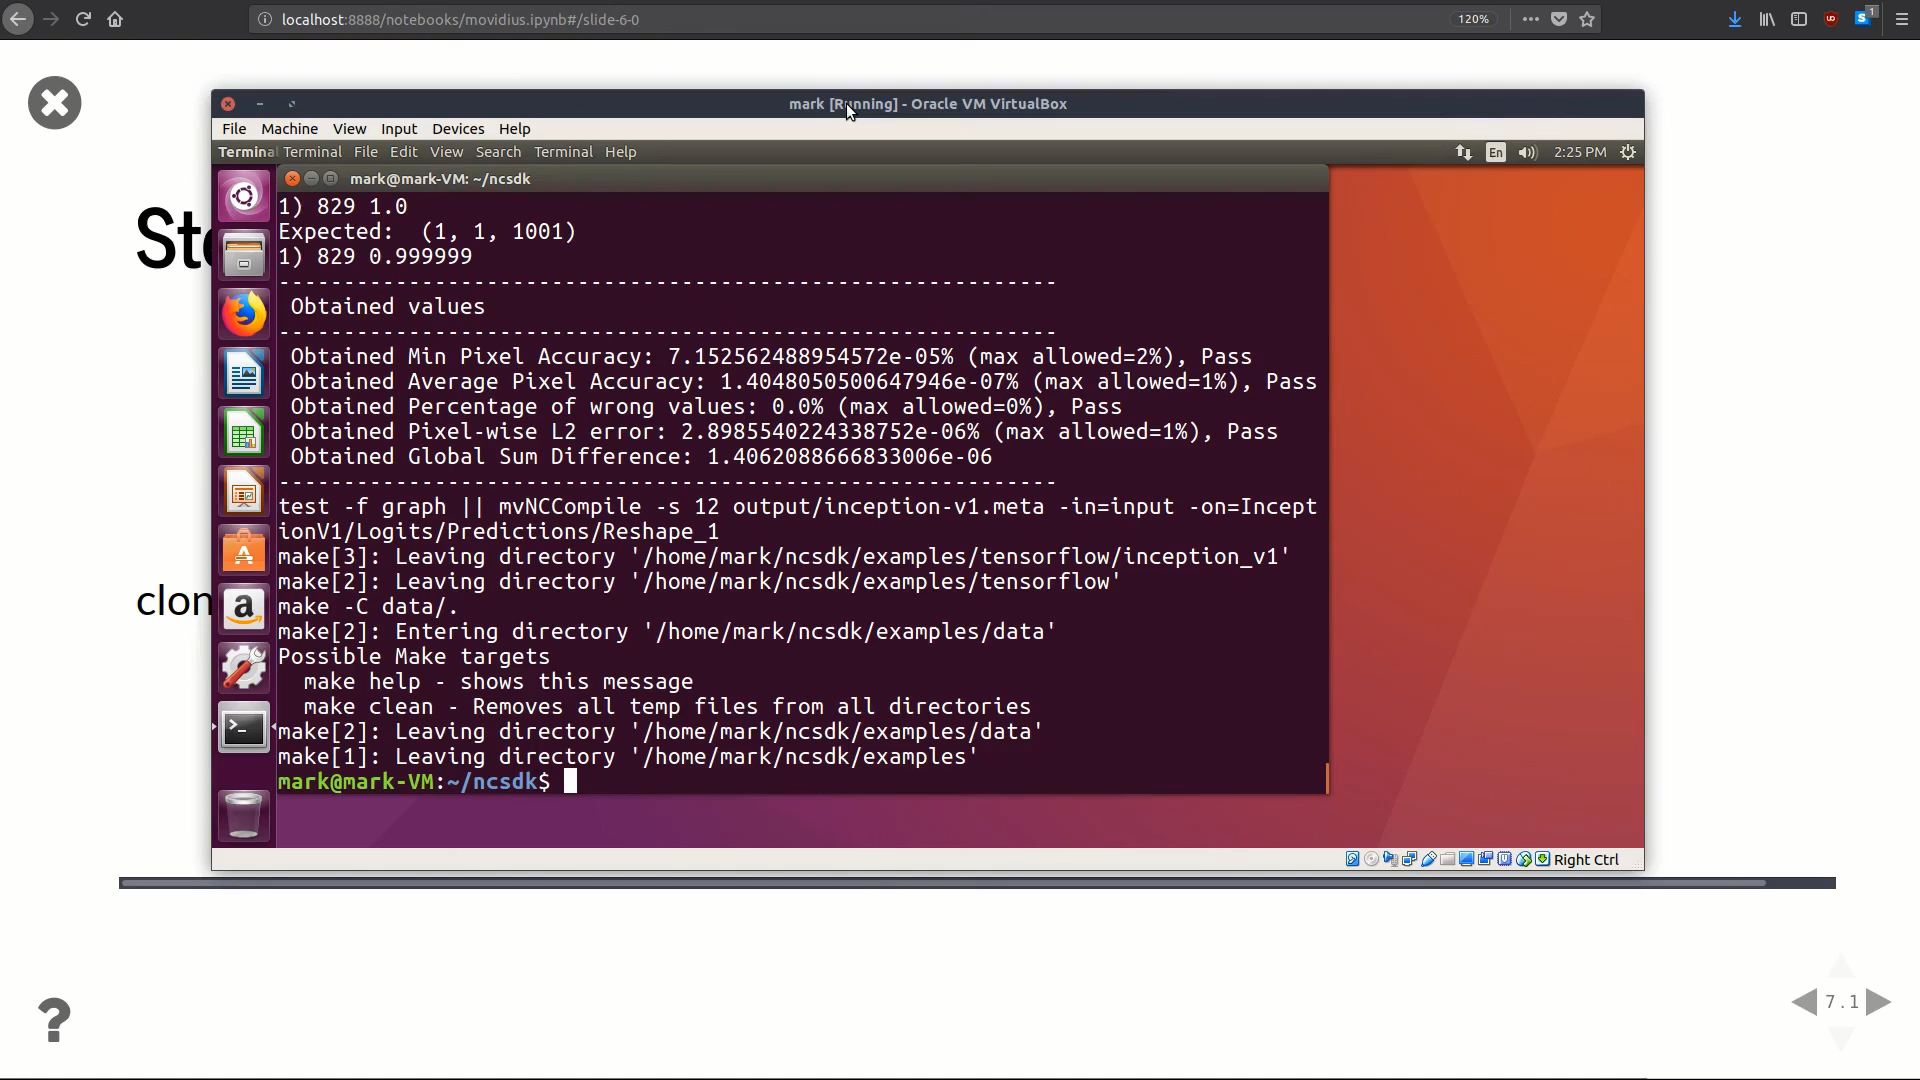 localhost:8888/notebooks/movidius.ipynb#/slide-6-0
120%
1
mark [Running] - Oracle VM VirtualBox
File Machine View Input Devices Help
Terminal File Edit View Search Terminal Help
En 2:25 PM
mark@mark-VM: ~/ncsdk
1) 829 1.0
Expected:  (1, 1, 1001)
1) 829 0.999999
------------------------------------------------------------
Obtained values
------------------------------------------------------------
Obtained Min Pixel Accuracy: 7.152562488954572e-05% (max allowed=2%), Pass
Obtained Average Pixel Accuracy: 1.4048050500647946e-07% (max allowed=1%), Pass
Obtained Percentage of wrong values: 0.0% (max allowed=0%), Pass
Obtained Pixel-wise L2 error: 2.8985540224338752e-06% (max allowed=1%), Pass
Obtained Global Sum Difference: 1.4062088666833006e-06
------------------------------------------------------------
test -f graph || mvNCCompile -s 12 output/inception-v1.meta -in=input -on=Incept
ionV1/Logits/Predictions/Reshape_1
make[3]: Leaving directory '/home/mark/ncsdk/examples/tensorflow/inception_v1'
make[2]: Leaving directory '/home/mark/ncsdk/examples/tensorflow'
make -C data/.
make[2]: Entering directory '/home/mark/ncsdk/examples/data'
Possible Make targets
make help - shows this message
make clean - Removes all temp files from all directories
make[2]: Leaving directory '/home/mark/ncsdk/examples/data'
make[1]: Leaving directory '/home/mark/ncsdk/examples'
mark@mark-VM:~/ncsdk$
Right Ctrl
clon
?
7.1